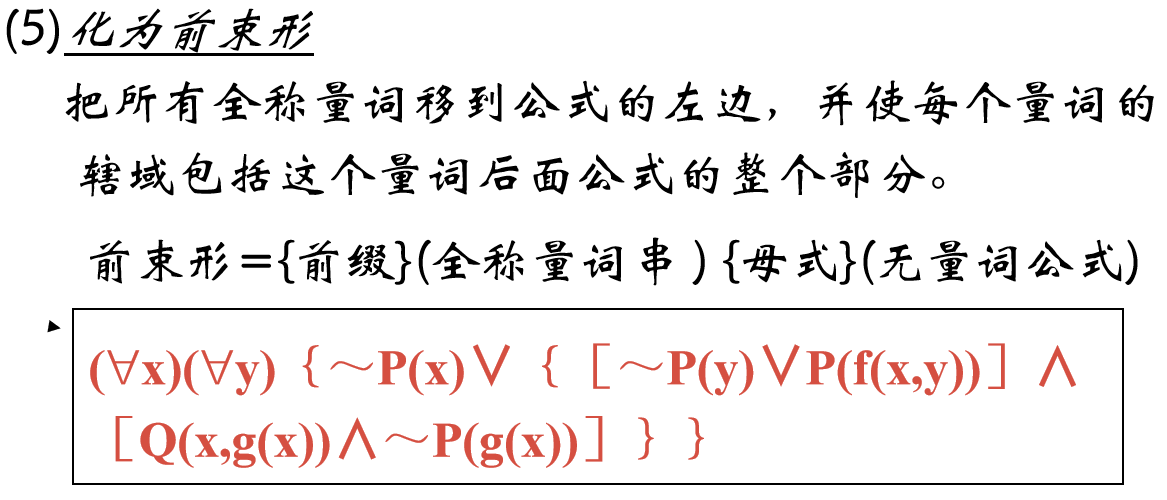 (5)化为前束形
把所有全称量词移到公式的左边，并使每个量词的
辖域包括这个量词后面公式的整个部分。
前束形={前缀}(全称量词串){母式}(无量词公式)
(∀x)(∀y)｛～P(x)∨｛［～P(y)∨P(f(x,y))］∧
［Q(x,g(x))∧～P(g(x))］｝｝